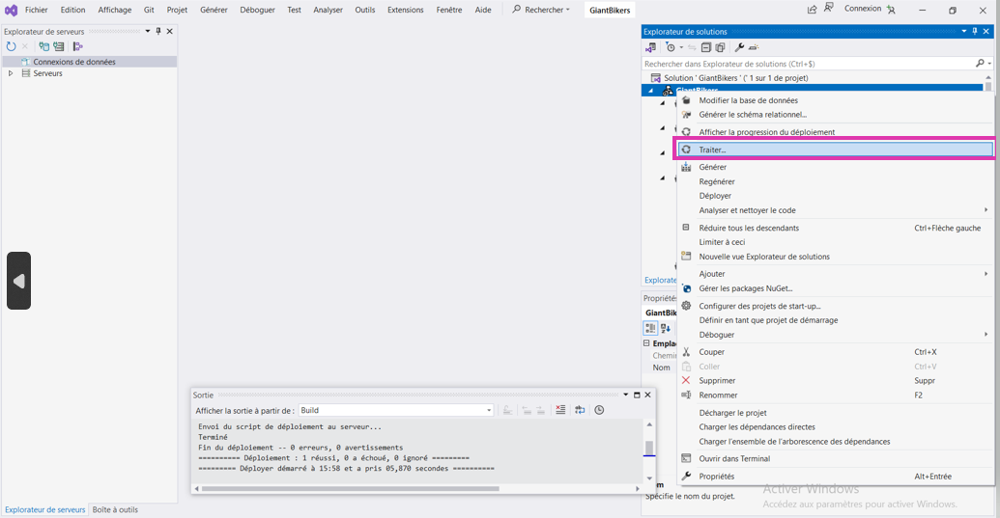 Fichier Edition Affichage Git Projet Générer Déboguer Test Analyser Outils Extensions Fenêtre Aide Rechercher GiantBikers Connexion
Explorateur de serveurs
Connexions de données
Serveurs
Explorateur de serveurs Boîte à outils
Sortie
Afficher la sortie à partir de : Build
Envoi du script de déploiement au serveur...
Terminé
Fin du déploiement -- 0 erreurs, 0 avertissements
========== Déploiement : 1 réussi, 0 a échoué, 0 ignoré =========
========= Déployer démarré à 15:58 et a pris 05,870 secondes ==========
Explorateur de solutions
Rechercher dans Explorateur de solutions (Ctrl+$)
Solution ' GiantBikers ' (' 1 sur 1 de projet)
GiantBikers
Modifier la base de données
Générer le schéma relationnel...
Afficher la progression du déploiement
Traiter...
Générer
Regénérer
Déployer
Analyser et nettoyer le code
Réduire tous les descendants Ctrl+Flèche gauche
Limiter à ceci
Nouvelle vue Explorateur de solutions
Ajouter
Gérer les packages NuGet...
Configurer des projets de start-up...
Définir en tant que projet de démarrage
Déboguer
Couper Ctrl+X
Coller Ctrl+V
Supprimer Suppr
Renommer F2
Décharger le projet
Charger les dépendances directes
Charger l'ensemble de l'arborescence des dépendances
Ouvrir dans Terminal
Propriétés Alt+Entrée
Explorate
Propriétés
GiantBik
Emplac
Chemin
Nom
Spécifie le nom du projet.
Activer Windows
Accédez aux paramètres pour activer Windows.